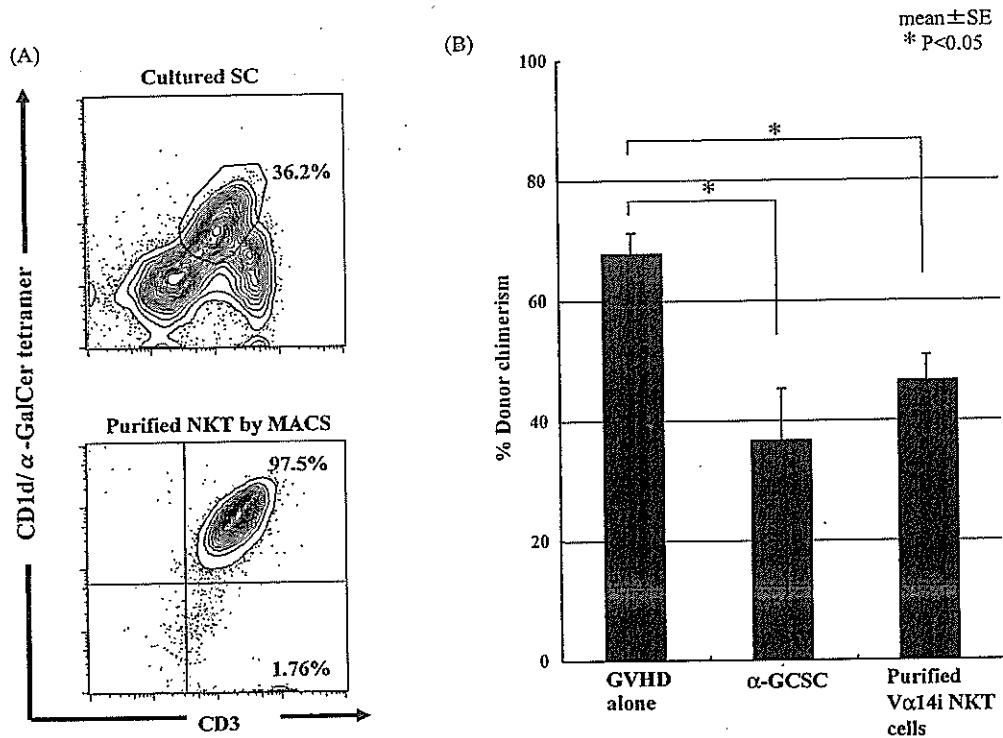 mean±SE
* P<0.05
(A)
(B)
Cultured SC
36.2%
CD1d/α-GalCer tetramer
Purified NKT by MACS
97.5%
1.76%
CD3
100
80
60
40
20
0
% Donor chimerism
*
*
GVHD
alone
α-GCSC
Purified
Vα14i NKT
cells